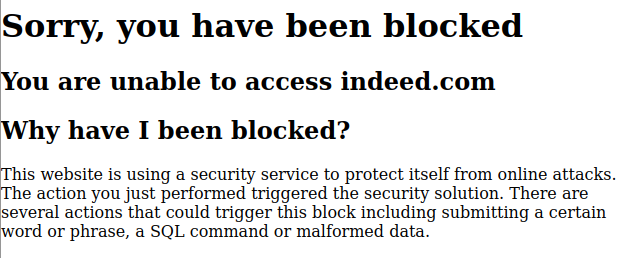 Sorry, you have been blocked
You are unable to access indeed.com
Why have I been blocked?
This website is using a security service to protect itself from online attacks.
The action you just performed triggered the security solution. There are
several actions that could trigger this block including submitting a certain
word or phrase, a SQL command or malformed data.